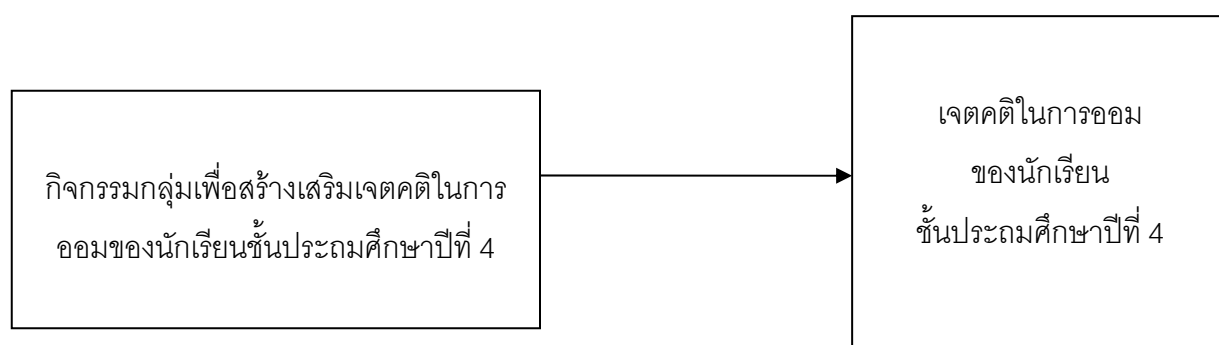 กิจกรรมกลุ่มเพื่อสร้างเสริมเจตคติในการ
ออมของนักเรียนชั้นประถมศึกษาปีที่ 4
เจตคติในการออม
ของนักเรียน
ชั้นประถมศึกษาปีที่ 4